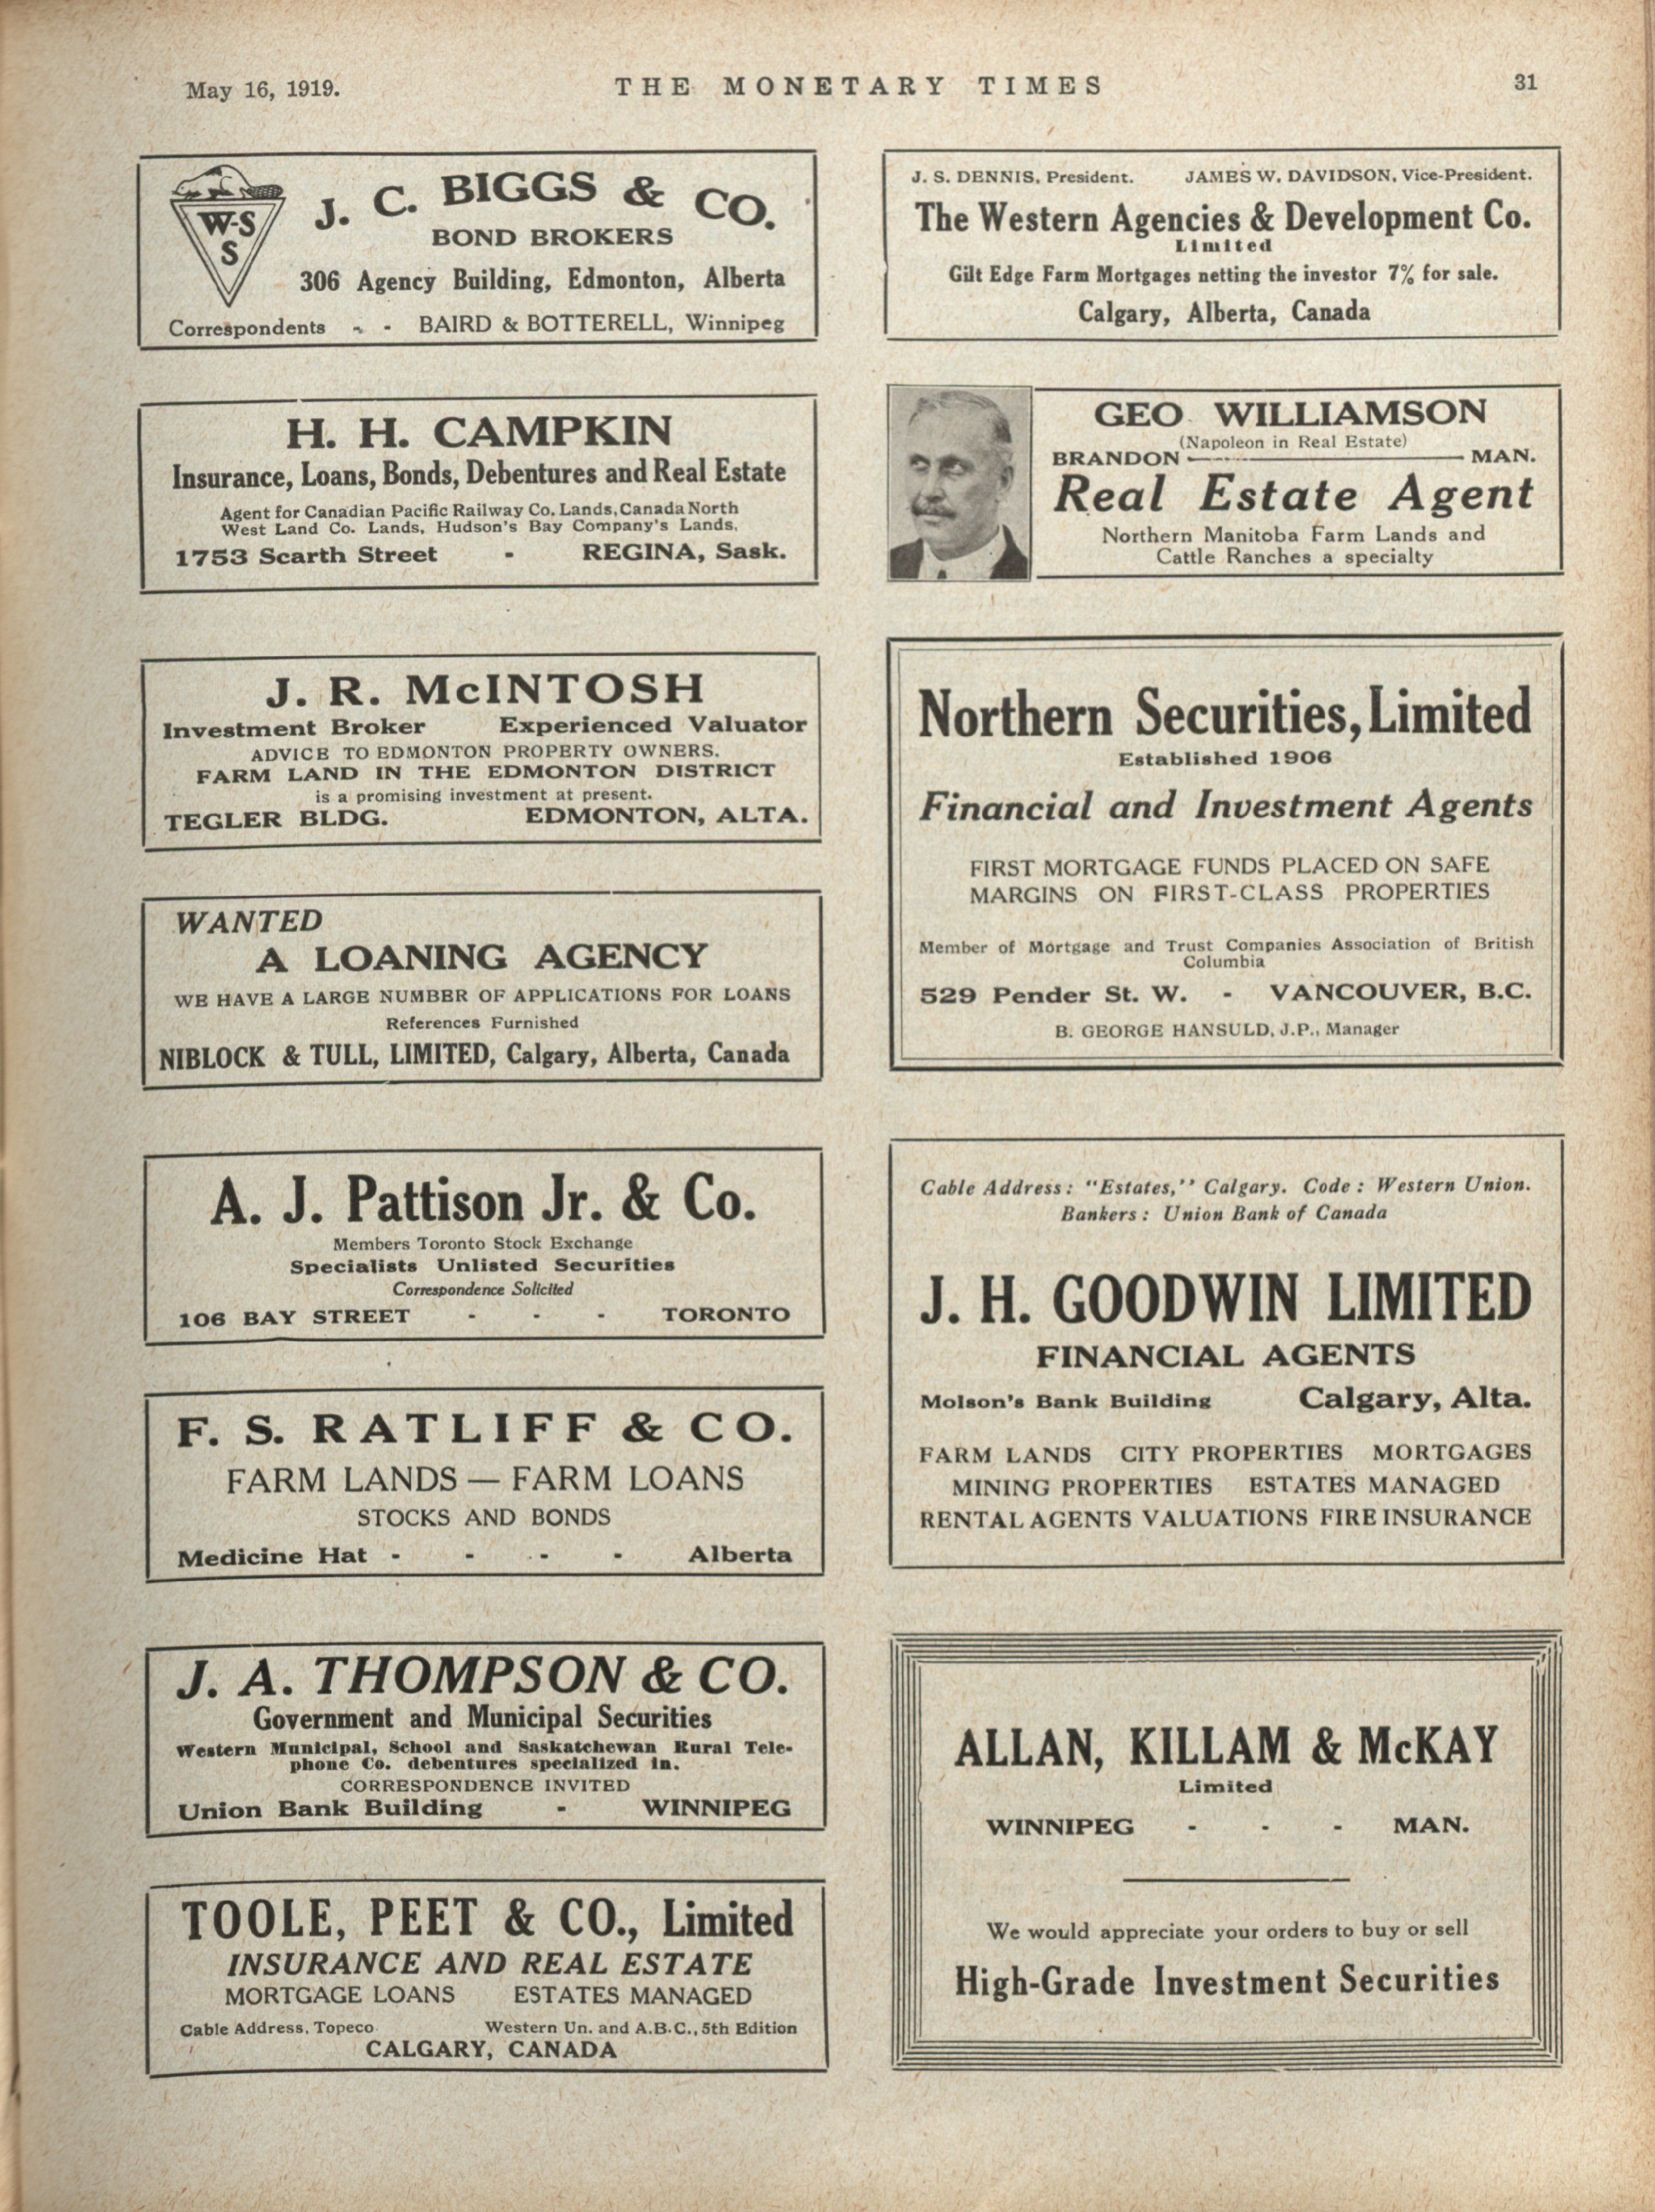 May 16, 1919.
THE MONETARY TIMES
31
W-S
S
J. C. BIGGS & CO.
BOND BROKERS
306 Agency Building, Edmonton, Alberta
Correspondents - - BAIRD & BOTTERELL, Winnipeg
H. H. CAMPKIN
Insurance, Loans, Bonds, Debentures and Real Estate
Agent for Canadian Pacific Railway Co. Lands, Canada North
West Land Co. Lands, Hudson's Bay Company's Lands,
1753 Scarth Street - REGINA, Sask.
J. R. McINTOSH
Investment Broker Experienced Valuator
ADVICE TO EDMONTON PROPERTY OWNERS.
FARM LAND IN THE EDMONTON DISTRICT
is a promising investment at present.
TEGLER BLDG. EDMONTON, ALTA.
WANTED
A LOANING AGENCY
WE HAVE A LARGE NUMBER OF APPLICATIONS FOR LOANS
References Furnished
NIBLOCK & TULL, LIMITED, Calgary, Alberta, Canada
A. J. Pattison Jr. & Co.
Members Toronto Stock Exchange
Specialists Unlisted Securities
Correspondence Solicited
106 BAY STREET - - - TORONTO
F. S. RATLIFF & CO.
FARM LANDS — FARM LOANS
STOCKS AND BONDS
Medicine Hat - - - - Alberta
J. A. THOMPSON & CO.
Government and Municipal Securities
Western Municipal, School and Saskatchewan Rural Tele-
phone Co. debentures specialized in.
CORRESPONDENCE INVITED
Union Bank Building - WINNIPEG
TOOLE, PEET & CO., Limited
INSURANCE AND REAL ESTATE
MORTGAGE LOANS ESTATES MANAGED
Cable Address, Topeco. Western Un. and A.B.C., 5th Edition
CALGARY, CANADA
J. S. DENNIS, President. JAMES W. DAVIDSON, Vice-President.
The Western Agencies & Development Co.
Limited
Gilt Edge Farm Mortgages netting the investor 7% for sale.
Calgary, Alberta, Canada
GEO. WILLIAMSON
(Napoleon in Real Estate)
BRANDON MAN.
Real Estate Agent
Northern Manitoba Farm Lands and
Cattle Ranches a specialty
Northern Securities, Limited
Established 1906
Financial and Investment Agents
FIRST MORTGAGE FUNDS PLACED ON SAFE
MARGINS ON FIRST-CLASS PROPERTIES
Member of Mortgage and Trust Companies Association of British
Columbia
529 Pender St. W. - VANCOUVER, B.C.
B. GEORGE HANSULD, J.P., Manager
Cable Address: "Estates," Calgary. Code: Western Union.
Bankers: Union Bank of Canada
J. H. GOODWIN LIMITED
FINANCIAL AGENTS
Molson's Bank Building Calgary, Alta.
FARM LANDS CITY PROPERTIES MORTGAGES
MINING PROPERTIES ESTATES MANAGED
RENTAL AGENTS VALUATIONS FIRE INSURANCE
ALLAN, KILLAM & McKAY
Limited
WINNIPEG - - - MAN.
We would appreciate your orders to buy or sell
High-Grade Investment Securities